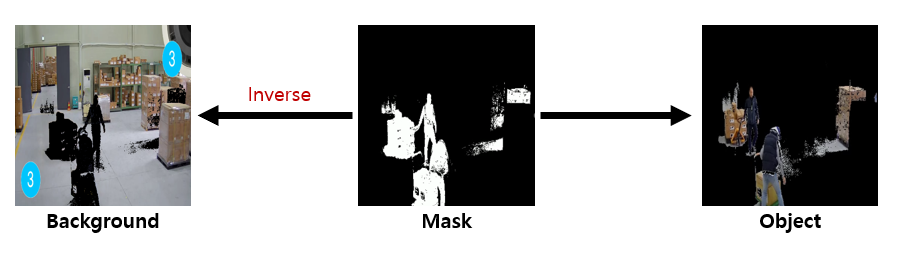 3
Inverse
3
Background
Mask
Object